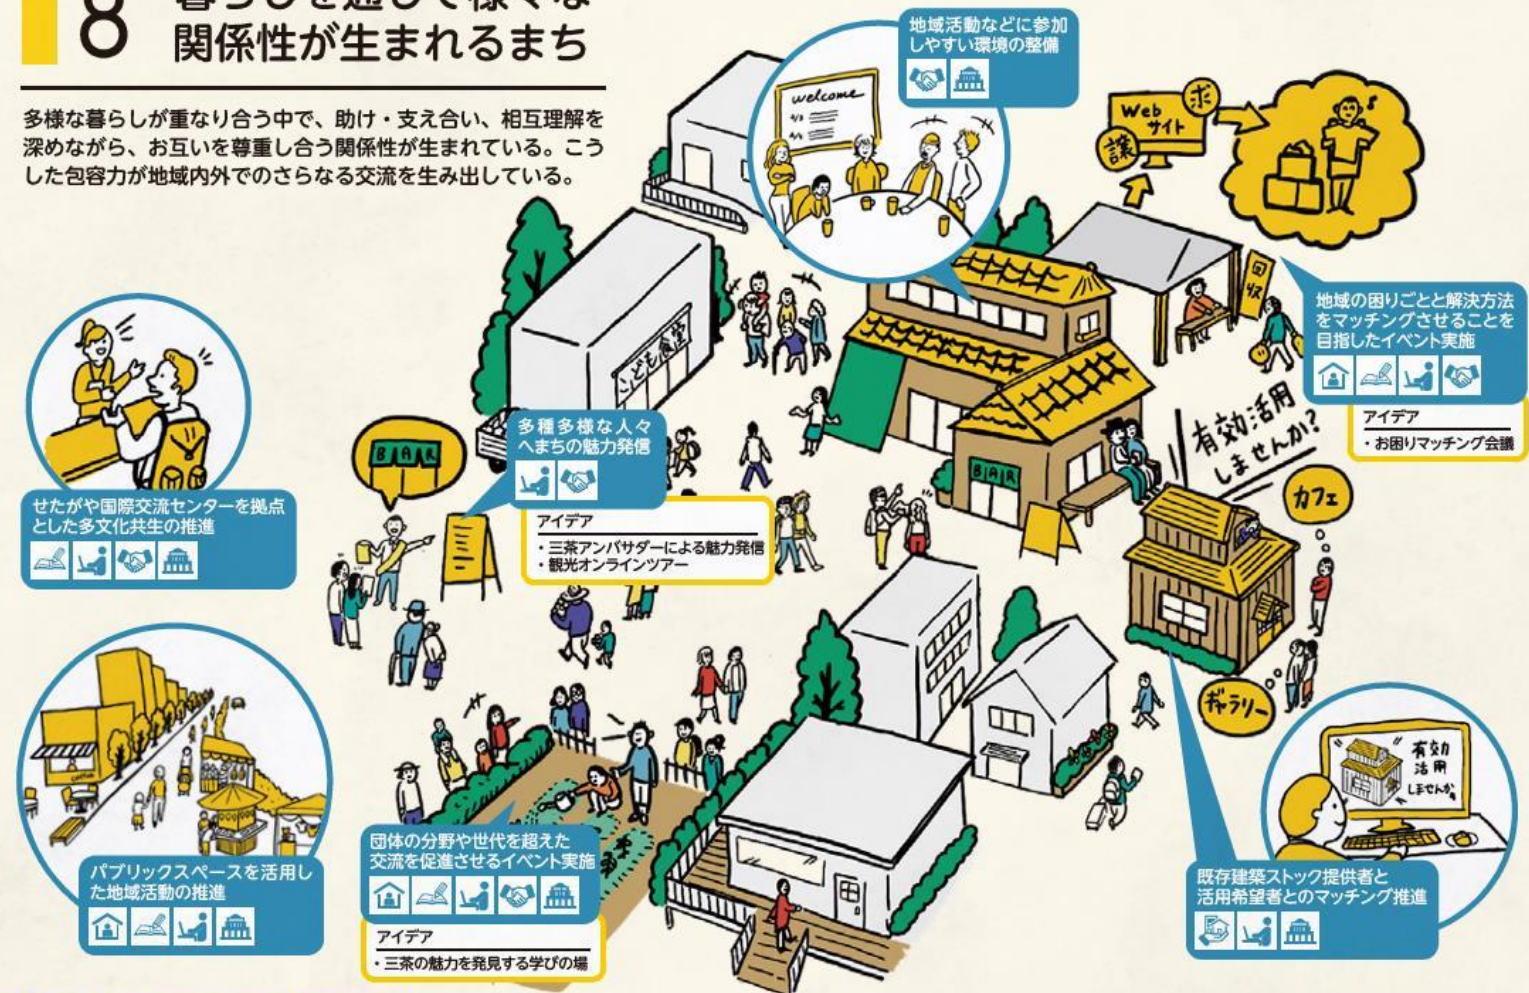 8
暮らしを通して様々な
関係性が生まれるまち
多様な暮らしが重なり合う中で、助け・支え合い、相互理解を
深めながら、お互いを尊重し合う関係性が生まれている。こう
した包容力が地域内外でのさらなる交流を生み出している。
地域活動などに参加
しやすい環境の整備
welcome
Web
サイト
求
譲
回収
地域の困りごとと解決方法
をマッチングさせることを
目指したイベント実施
アイデア
・お困りマッチング会議
こども食堂
せたがや国際交流センターを拠点
とした多文化共生の推進
BAR
多種多様な人々
へまちの魅力発信
アイデア
・三茶アンバサダーによる魅力発信
・観光オンラインツアー
BAR
有効活用
しませんか?
カフェ
ギャラリー
パブリックスペースを活用し
た地域活動の推進
団体の分野や世代を超えた
交流を促進させるイベント実施
アイデア
・三茶の魅力を発見する学びの場
有効
活用
しませんか
既存建築ストック提供者と
活用希望者とのマッチング推進